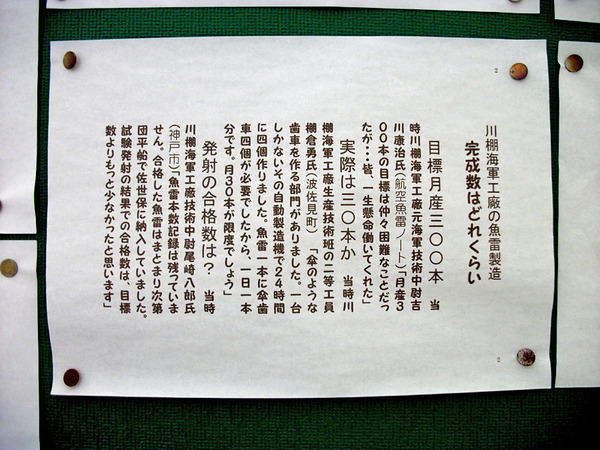 川棚海軍工廠の魚雷製造
完成数はどれくらい
目標月産三〇〇本　当
時川棚海軍工廠元海軍技術中尉吉
川康治氏（航空魚雷ノート）「月産３
００本の目標は仲々困難なことだっ
たが・・皆、一生懸命働いてくれた」
実際は三〇本か　当時川
棚海軍工廠生産技術班の二等工員
棚倉勇氏（波佐見町）　「傘のような
歯車を作る部門がありました。一台
しかないその自動製造機で２４時間
に四個作りました。魚雷一本に傘歯
車四個が必要でしたから、一日一本
分です。月３０本が限度でしょう」
発射の合格数は？　当時
川棚海軍工廠技術中尉尾崎八郎氏
（神戸市）「魚雷本数記録は残っていま
せん。合格した魚雷はまとまり次第
団平船で佐世保に納入していました。
試験発射の結果での合格数は、目標
数よりもっと少なかったと思います」
2
2